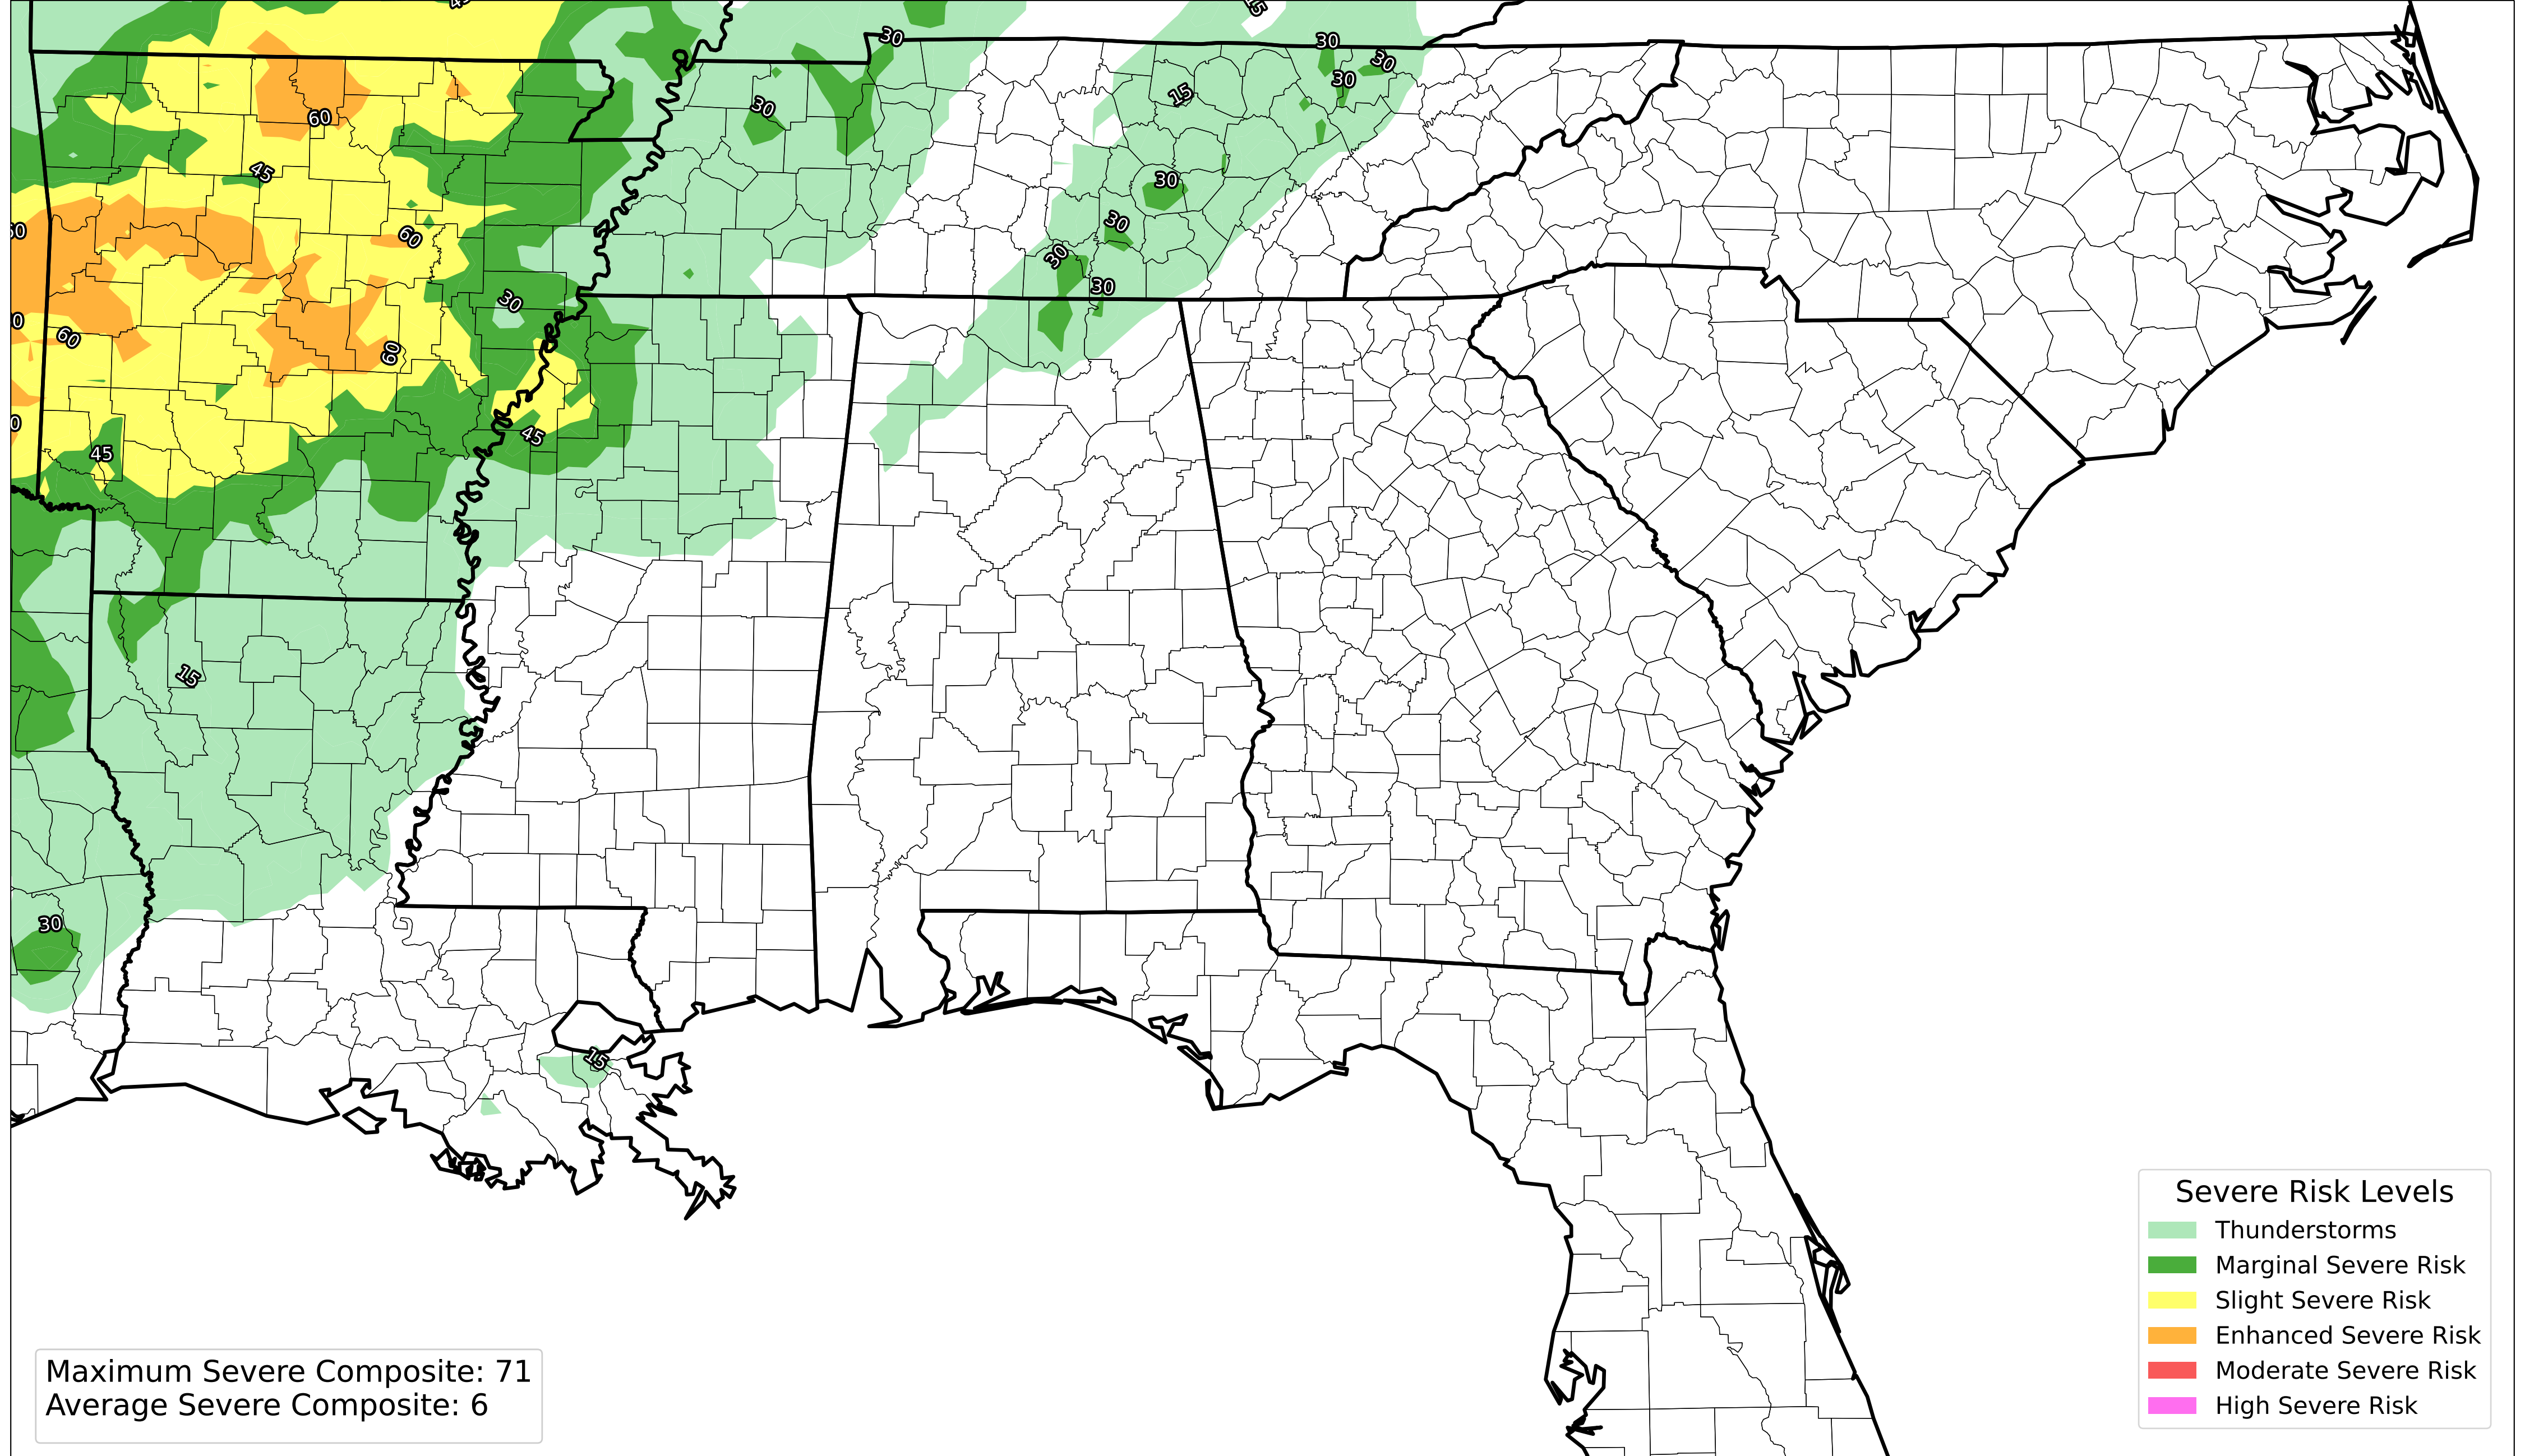 45
15
30
30
30
60
30
15
30
45
30
60
30
30
30
30
60
60
45
45
15
30
15
Severe Risk Levels
Thunderstorms
Marginal Severe Risk
Slight Severe Risk
Enhanced Severe Risk
Moderate Severe Risk
High Severe Risk
Maximum Severe Composite: 71
Average Severe Composite: 6